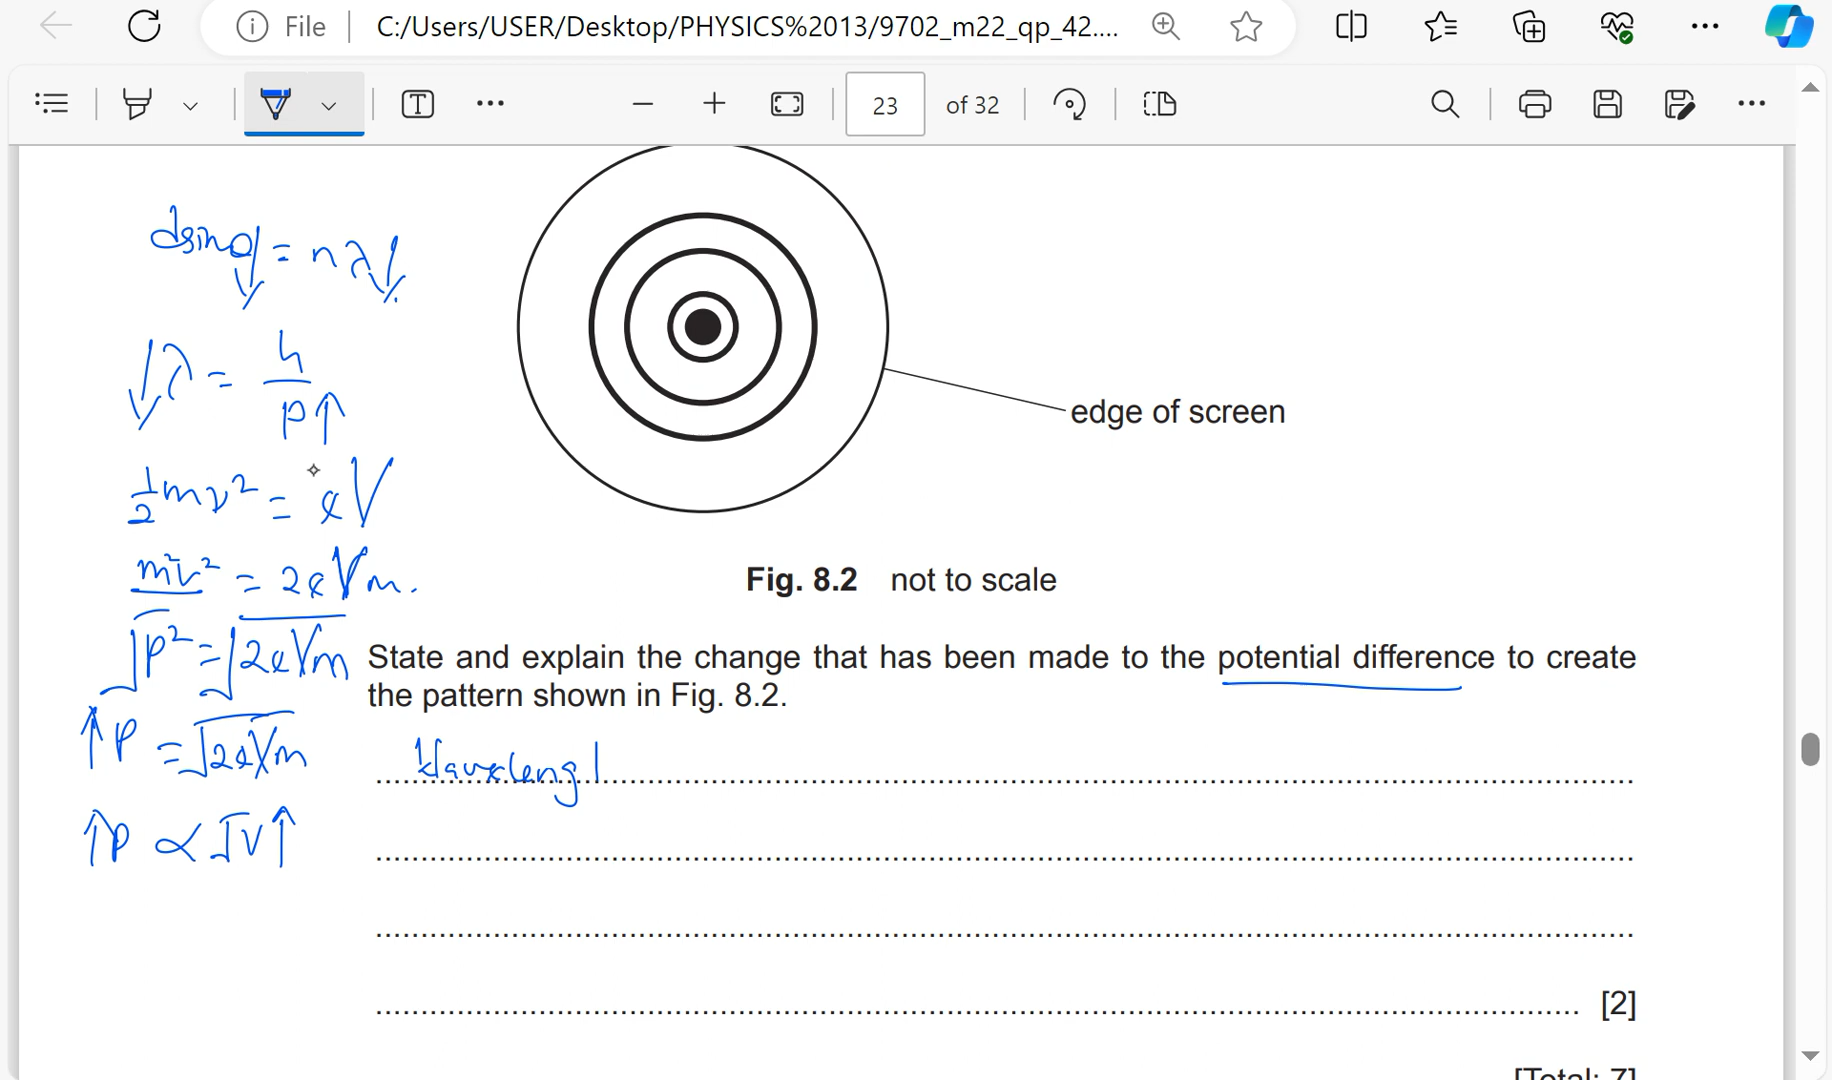 File
C:/Users/USER/Desktop/PHYSICS%2013/9702_m22_qp_42....
23 of 32
dsinθ = nλ
↓λ = h/p↑
edge of screen
½mv² = eV
m²v² = 2eVm.
Fig. 8.2 not to scale
√p² = √2eVm
State and explain the change that has been made to the potential difference to create
the pattern shown in Fig. 8.2.
↑p = √2eVm
Waveleng
↑p ∝ √V↑
[2]
[Total: 7]